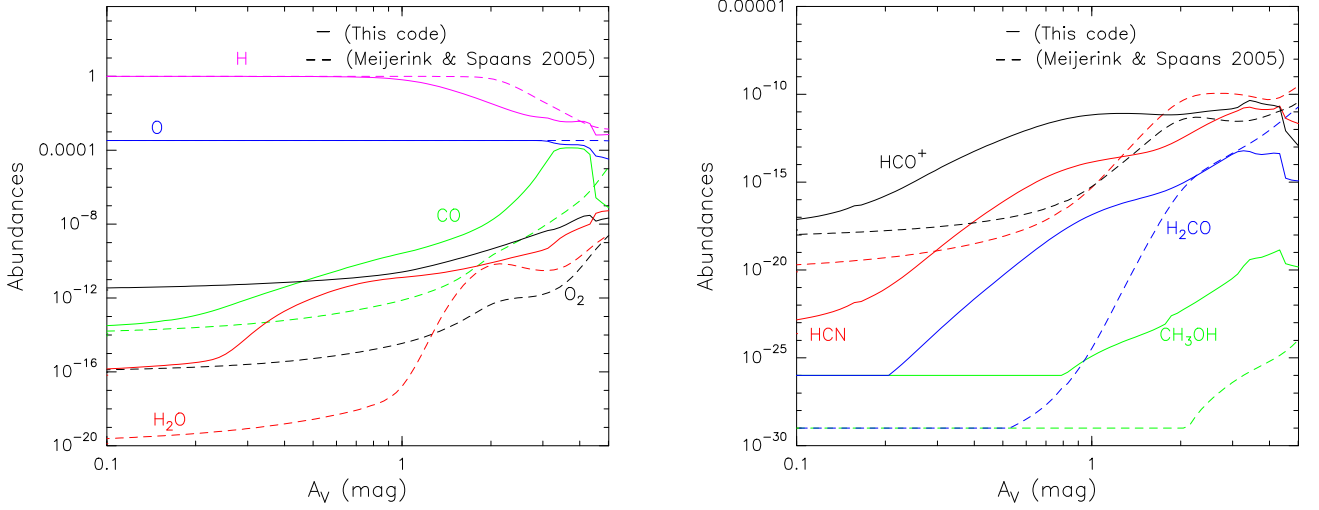 — (This code)
-- (Meijerink & Spaans 2005)
H
O
CO
O₂
H₂O
1
0.0001
10⁻⁸
10⁻¹²
10⁻¹⁶
10⁻²⁰
Abundances
0.1
1
A_V (mag)
0.00001
— (This code)
-- (Meijerink & Spaans 2005)
10⁻¹⁰
10⁻¹⁵
10⁻²⁰
10⁻²⁵
10⁻³⁰
Abundances
HCO⁺
H₂CO
HCN
CH₃OH
0.1
1
A_V (mag)